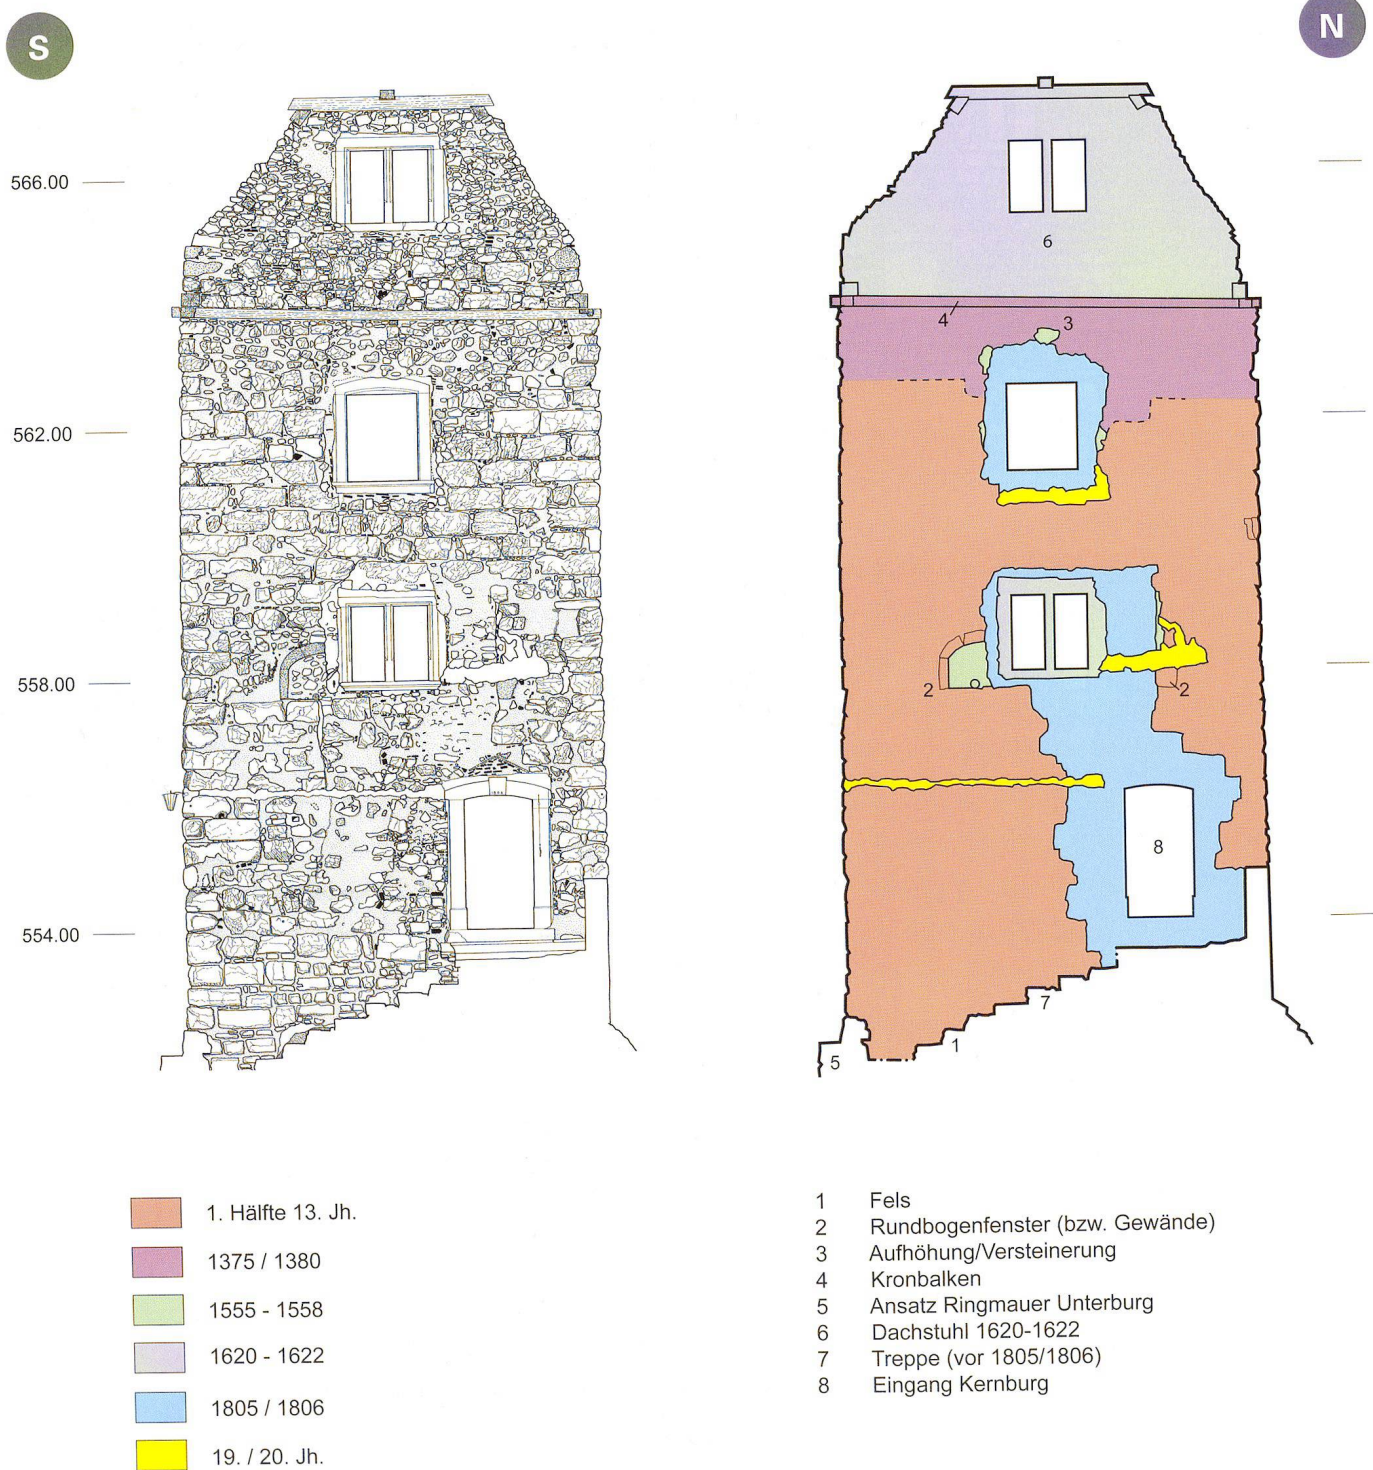 S
N
566.00
562.00
558.00
554.00
6
4
3
2
2
8
7
1
5
1. Hälfte 13. Jh.
1375 / 1380
1555 - 1558
1620 - 1622
1805 / 1806
19. / 20. Jh.
1 Fels
2 Rundbogenfenster (bzw. Gewände)
3 Aufhöhung/Versteinerung
4 Kronbalken
5 Ansatz Ringmauer Unterburg
6 Dachstuhl 1620-1622
7 Treppe (vor 1805/1806)
8 Eingang Kernburg